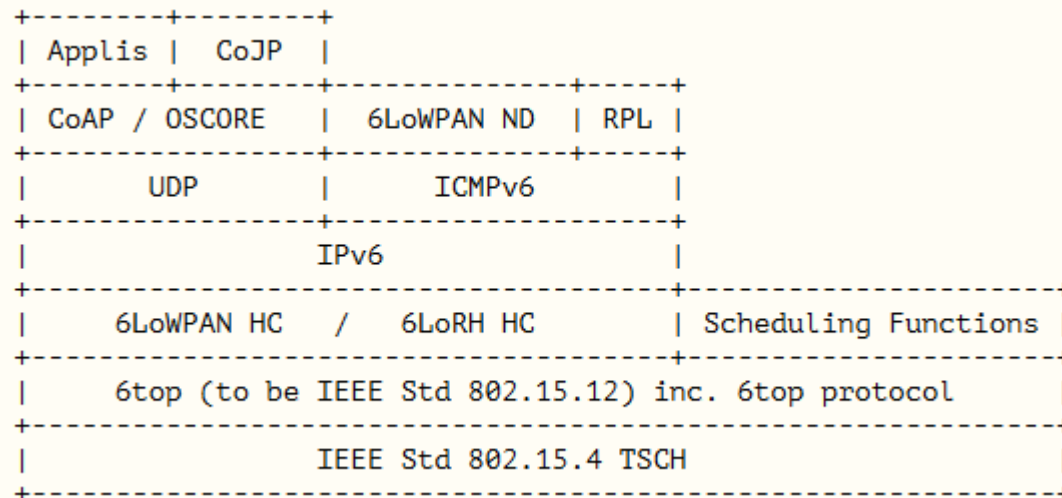 +--------+--------+
| Applis |  CoJP  |
+--------+--------+--------------+-----+
| CoAP / OSCORE   |  6LoWPAN ND  | RPL |
+-----------------+--------------+-----+
|       UDP       |      ICMPv6        |
+-----------------+--------------------+
|                 IPv6                 |
+--------------------------------------+----------------------
|     6LoWPAN HC   /   6LoRH HC        | Scheduling Functions |
+--------------------------------------+----------------------
|     6top (to be IEEE Std 802.15.12) inc. 6top protocol      |
+-------------------------------------------------------------
|                 IEEE Std 802.15.4 TSCH                      |
+-------------------------------------------------------------